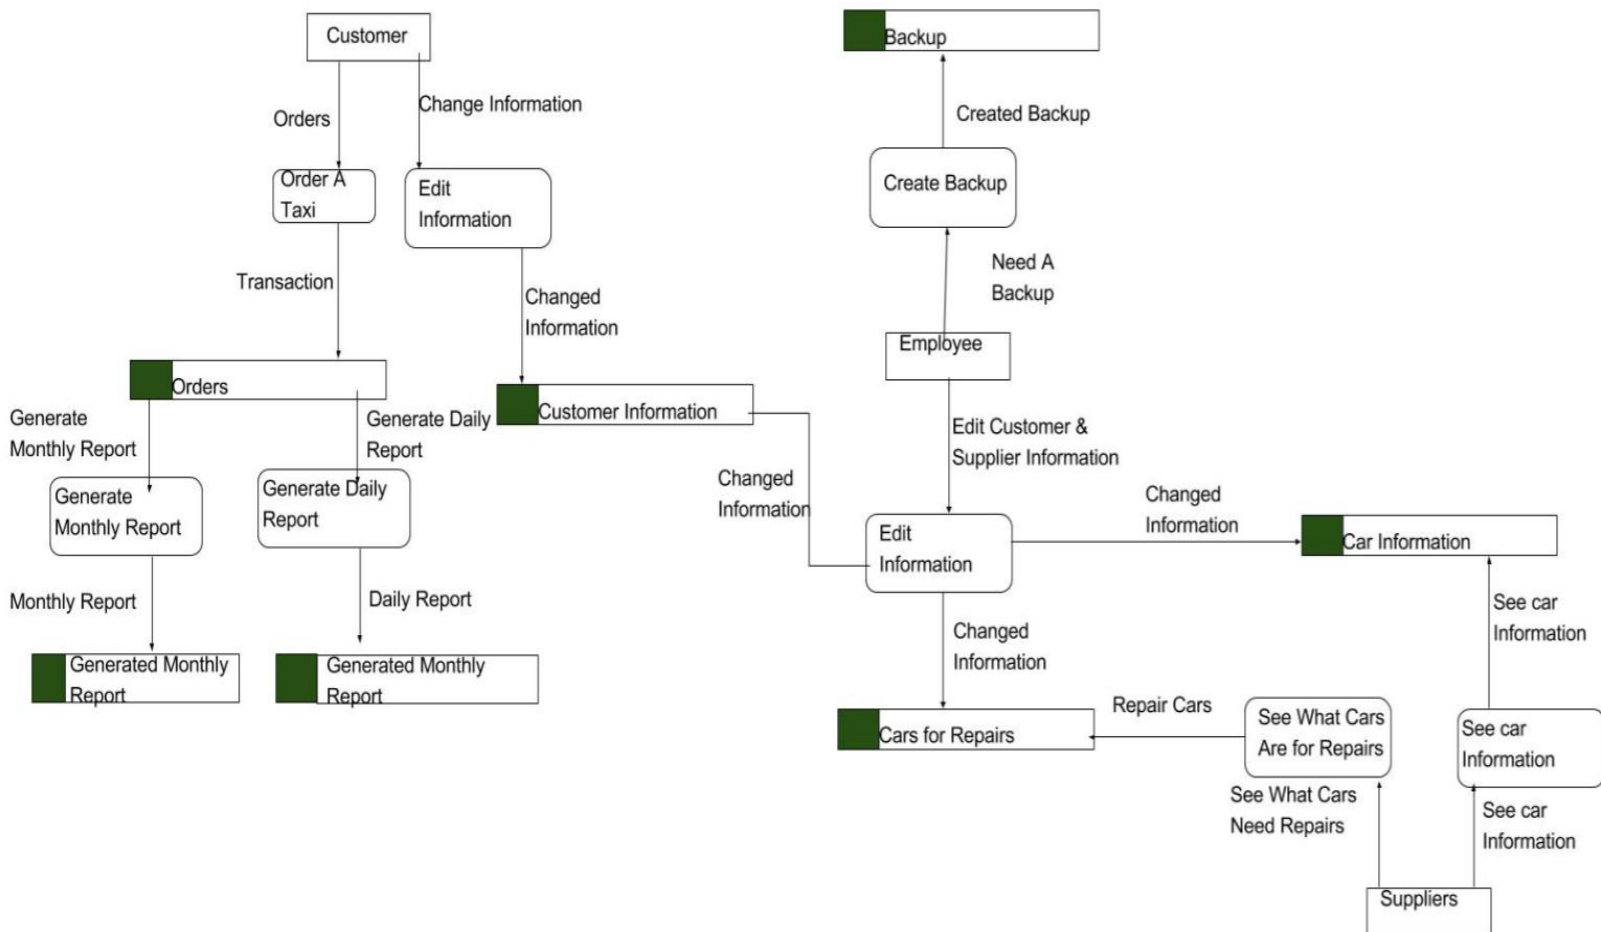 Customer
Orders
Change Information
Order A
Taxi
Edit
Information
Transaction
Changed
Information
Orders
Customer Information
Generate
Monthly Report
Generate Daily
Report
Generate
Monthly Report
Generate Daily
Report
Monthly Report
Daily Report
Generated Monthly
Report
Generated Monthly
Report
Backup
Created Backup
Create Backup
Need A
Backup
Employee
Edit Customer &
Supplier Information
Changed
Information
Edit
Information
Changed
Information
Car Information
Changed
Information
See car
Information
Cars for Repairs
Repair Cars
See What Cars
Are for Repairs
See car
Information
See What Cars
Need Repairs
See car
Information
Suppliers